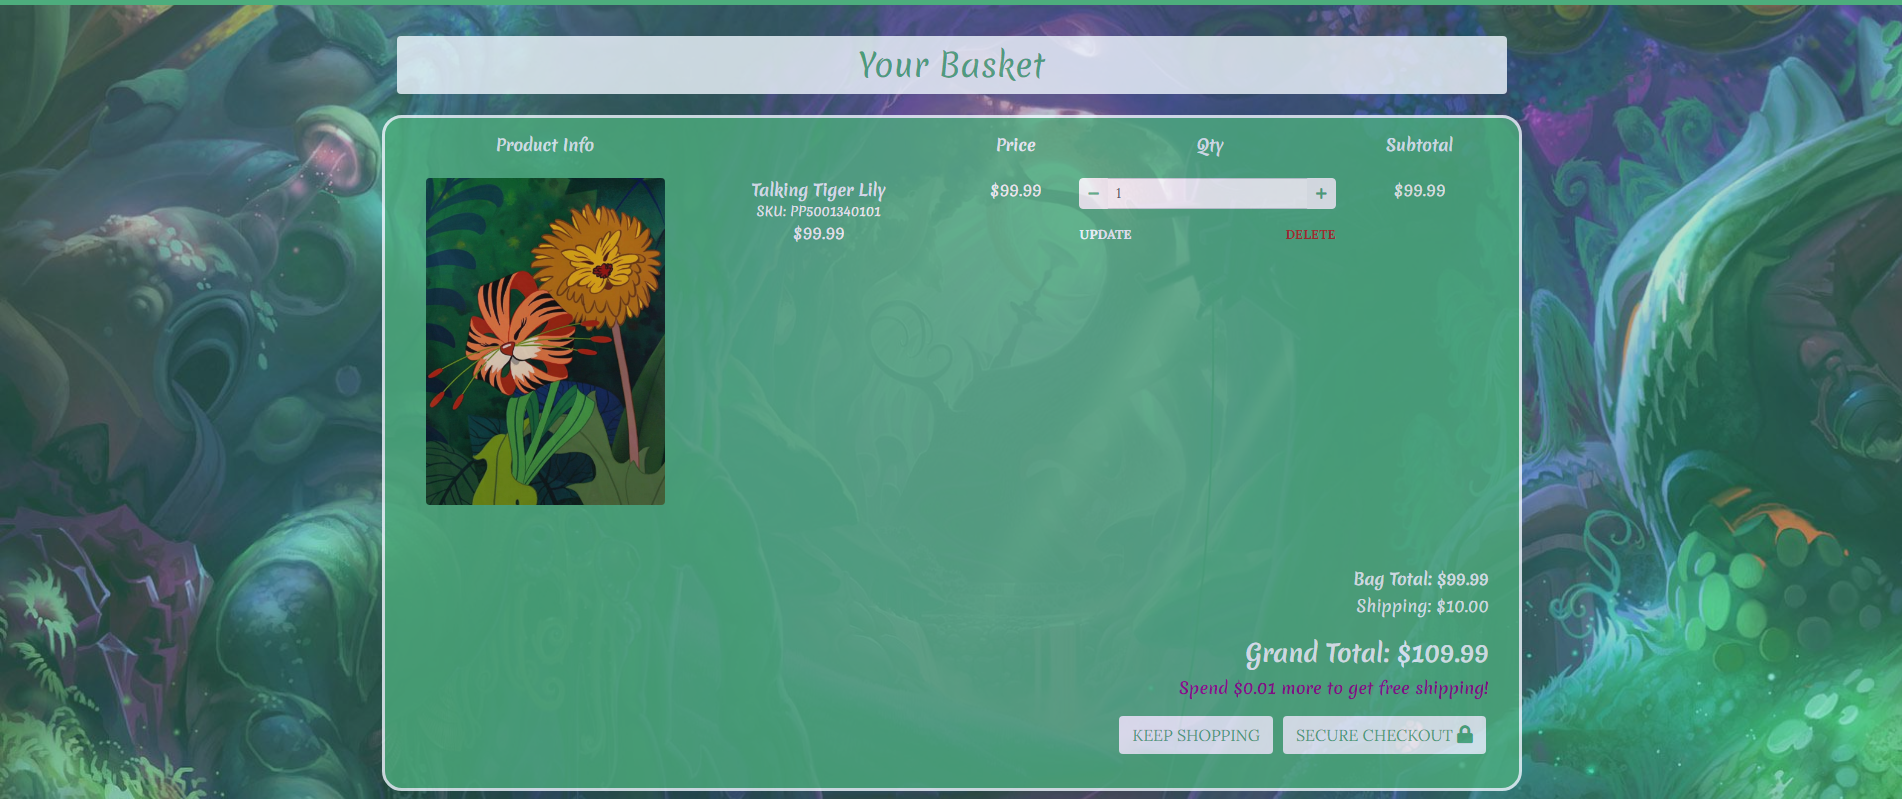 Your Basket
Product Info Price Qty Subtotal
Talking Tiger Lily $99.99 − 1 + $99.99
SKU: PP5001340101
$99.99
UPDATE DELETE
Bag Total: $99.99
Shipping: $10.00
Grand Total: $109.99
Spend $0.01 more to get free shipping!
KEEP SHOPPING SECURE CHECKOUT